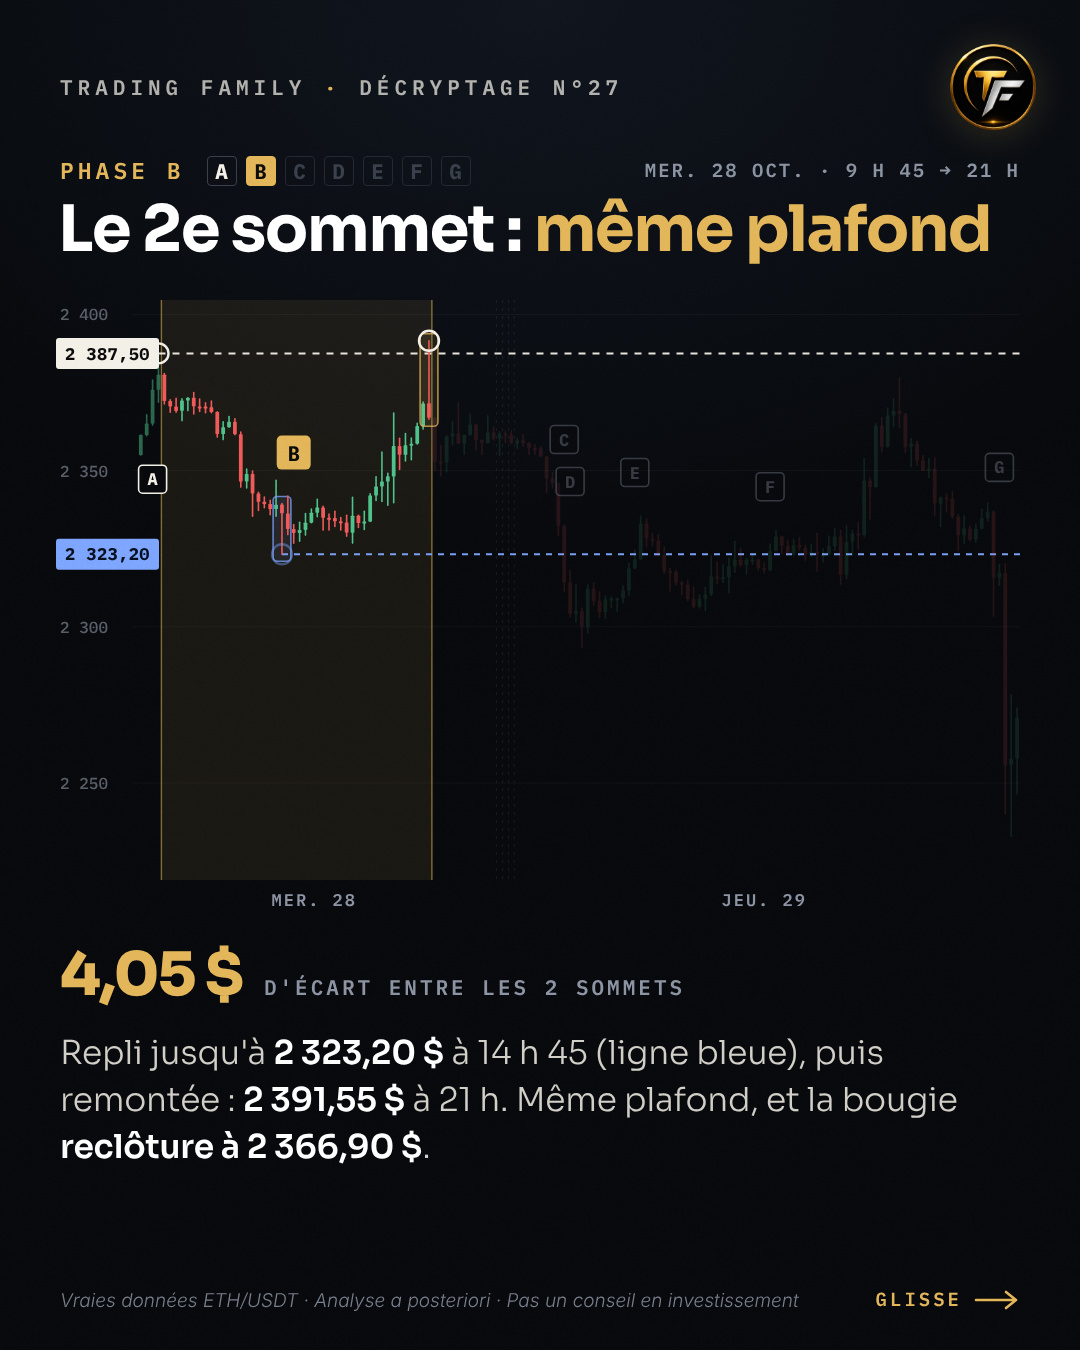 TRADING FAMILY · DÉCRYPTAGE N°27
TF
PHASE B A B C D E F G
MER. 28 OCT. · 9 H 45 → 21 H
Le 2e sommet : même plafond
2 400
2 387,50
2 350
2 323,20
2 300
2 250
A
B
C
D
E
F
G
MER. 28
JEU. 29
4,05 $ D'ÉCART ENTRE LES 2 SOMMETS
Repli jusqu'à 2 323,20 $ à 14 h 45 (ligne bleue), puis
remontée : 2 391,55 $ à 21 h. Même plafond, et la bougie
reclôture à 2 366,90 $.
Vraies données ETH/USDT · Analyse a posteriori · Pas un conseil en investissement
GLISSE →